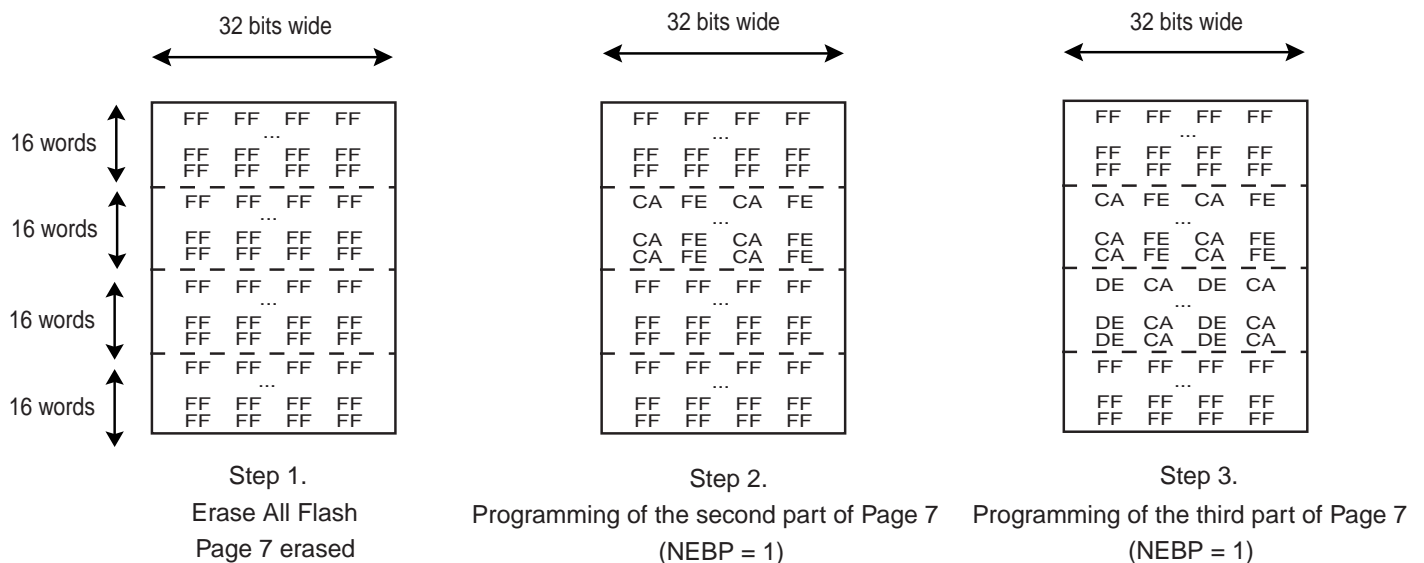 32 bits wide
32 bits wide
32 bits wide
16 words
FF FF FF FF
...
FF FF FF FF
FF FF FF FF
16 words
FF FF FF FF
...
FF FF FF FF
FF FF FF FF
16 words
FF FF FF FF
...
FF FF FF FF
FF FF FF FF
16 words
FF FF FF FF
...
FF FF FF FF
FF FF FF FF
Step 1.
Erase All Flash
Page 7 erased
FF FF FF FF
...
FF FF FF FF
FF FF FF FF
CA FE CA FE
...
CA FE CA FE
CA FE CA FE
FF FF FF FF
...
FF FF FF FF
FF FF FF FF
FF FF FF FF
...
FF FF FF FF
FF FF FF FF
Step 2.
Programming of the second part of Page 7
(NEBP = 1)
FF FF FF FF
...
FF FF FF FF
FF FF FF FF
CA FE CA FE
...
CA FE CA FE
CA FE CA FE
DE CA DE CA
...
DE CA DE CA
DE CA DE CA
FF FF FF FF
...
FF FF FF FF
FF FF FF FF
Step 3.
Programming of the third part of Page 7
(NEBP = 1)